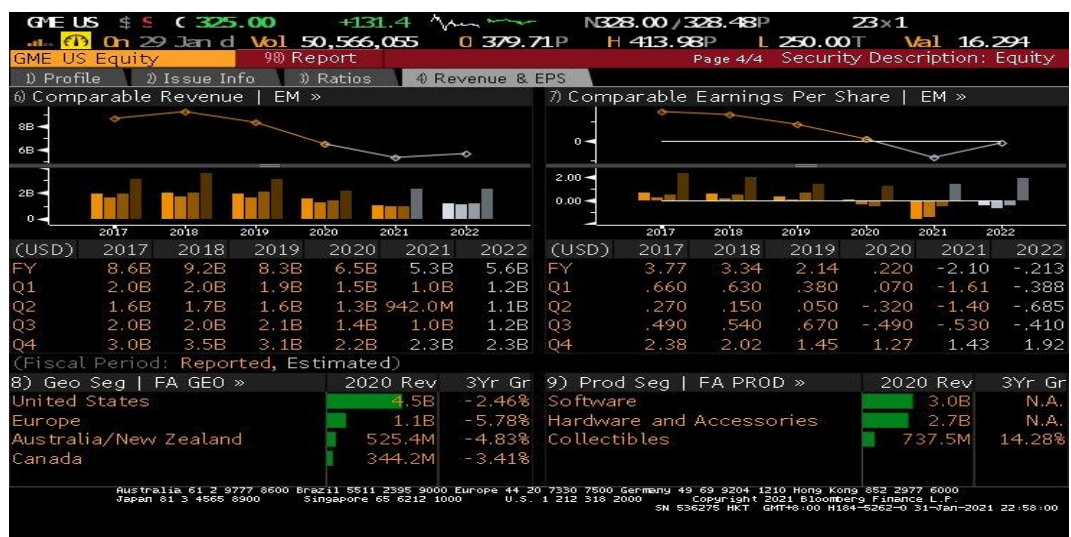 GME US $ C 325.00 +131.4 N328.00/328.48P 23×1
On 29 Jan d Vol 50,566,055 O 379.71P H 413.98P L 250.00T Val 16.294
GME US Equity 98) Report Page 4/4 Security Description: Equity
1) Profile 2) Issue Info 3) Ratios 4) Revenue & EPS
6) Comparable Revenue | EM » 7) Comparable Earnings Per Share | EM »
8B
6B 0
2B 2.00
0 0.00
2017 2018 2019 2020 2021 2022 2017 2018 2019 2020 2021 2022
(USD) 2017 2018 2019 2020 2021 2022 (USD) 2017 2018 2019 2020 2021 2022
FY 8.6B 9.2B 8.3B 6.5B 5.3B 5.6B FY 3.77 3.34 2.14 .220 -2.10 -.213
Q1 2.0B 2.0B 1.9B 1.5B 1.0B 1.2B Q1 .660 .630 .380 .070 -1.61 -.388
Q2 1.6B 1.7B 1.6B 1.3B 942.0M 1.1B Q2 .270 .150 .050 -.320 -1.40 -.685
Q3 2.0B 2.0B 2.1B 1.4B 1.0B 1.2B Q3 .490 .540 .670 -.490 -.530 -.410
Q4 3.0B 3.5B 3.1B 2.2B 2.3B 2.3B Q4 2.38 2.02 1.45 1.27 1.43 1.92
(Fiscal Period: Reported, Estimated)
8) Geo Seg | FA GEO » 2020 Rev 3Yr Gr 9) Prod Seg | FA PROD » 2020 Rev 3Yr Gr
United States 4.5B -2.46% Software 3.0B N.A.
Europe 1.1B -5.78% Hardware and Accessories 2.7B N.A.
Australia/New Zealand 525.4M -4.83% Collectibles 737.5M 14.28%
Canada 344.2M -3.41%
Australia 61 2 9777 8600 Brazil 5511 2395 9000 Europe 44 20 7330 7500 Germany 49 69 9204 1210 Hong Kong 852 2977 6000
Japan 81 3 4565 8900 Singapore 65 6212 1000 U.S. 1 212 318 2000 Copyright 2021 Bloomberg Finance L.P.
SN 536275 HKT GMT+8:00 H184-5262-0 31-Jan-2021 22:58:00